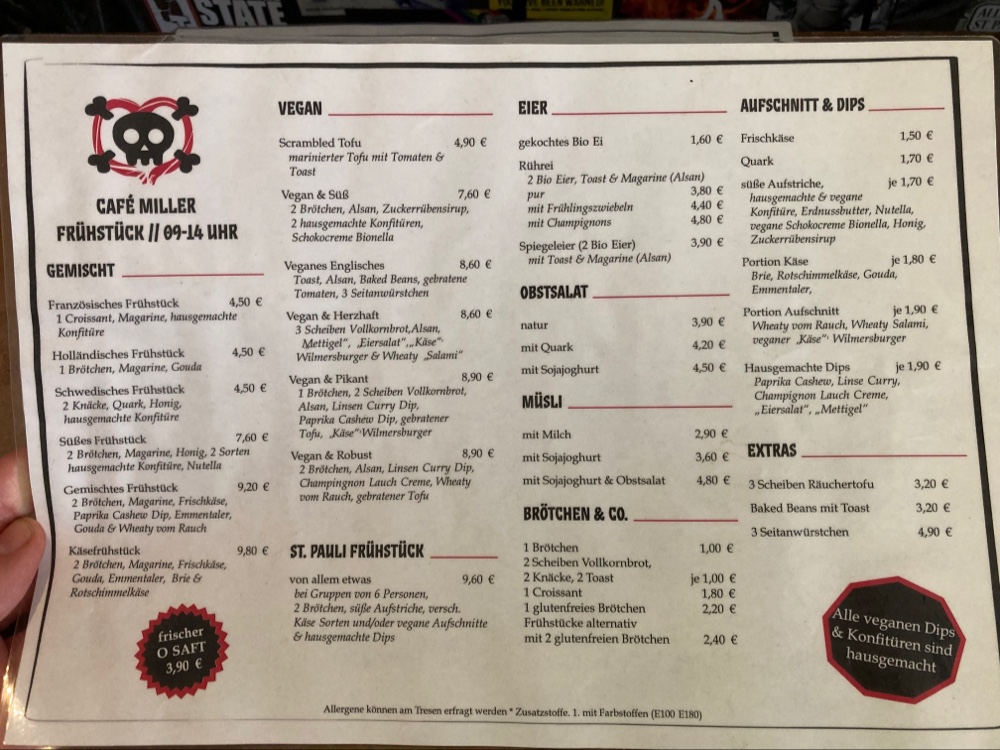 STATE
CAFÉ MILLER
FRÜHSTÜCK // 09-14 UHR
GEMISCHT
Französisches Frühstück 4,50 €
1 Croissant, Magarine, hausgemachte
Konfitüre
Holländisches Frühstück 4,50 €
1 Brötchen, Magarine, Gouda
Schwedisches Frühstück 4,50 €
2 Knäcke, Quark, Honig,
hausgemachte Konfitüre
Süßes Frühstück 7,60 €
2 Brötchen, Magarine, Honig, 2 Sorten
hausgemachte Konfitüre, Nutella
Gemischtes Frühstück 9,20 €
2 Brötchen, Magarine, Frischkäse,
Paprika Cashew Dip, Emmentaler,
Gouda & Wheaty vom Rauch
Käsefrühstück 9,80 €
2 Brötchen, Magarine, Frischkäse,
Gouda, Emmentaler, Brie &
Rotschimmelkäse
frischer
O SAFT
3,90 €
VEGAN
Scrambled Tofu 4,90 €
marinierter Tofu mit Tomaten &
Toast
Vegan & Süß 7,60 €
2 Brötchen, Alsan, Zuckerrübensirup,
2 hausgemachte Konfitüren,
Schokocreme Bionella
Veganes Englisches 8,60 €
Toast, Alsan, Baked Beans, gebratene
Tomaten, 3 Seitanwürstchen
Vegan & Herzhaft 8,60 €
3 Scheiben Vollkornbrot,Alsan,
Mettigel", „Eiersalat",„Käse"
Wilmersburger & Wheaty „Salami"
Vegan & Pikant 8,90 €
1 Brötchen, 2 Scheiben Vollkornbrot,
Alsan, Linsen Curry Dip,
Paprika Cashew Dip, gebratener
Tofu, „Käse"¹Wilmersburger
Vegan & Robust 8,90 €
2 Brötchen, Alsan, Linsen Curry Dip,
Champingnon Lauch Creme, Wheaty
vom Rauch, gebratener Tofu
ST. PAULI FRÜHSTÜCK
von allem etwas 9,60 €
bei Gruppen von 6 Personen,
2 Brötchen, süße Aufstriche, versch.
Käse Sorten und/oder vegane Aufschnitte
& hausgemachte Dips
EIER
gekochtes Bio Ei 1,60 €
Rührei
2 Bio Eier, Toast & Magarine (Alsan)
pur 3,80 €
mit Frühlingszwiebeln 4,40 €
mit Champignons 4,80 €
Spiegeleier (2 Bio Eier) 3,90 €
mit Toast & Magarine (Alsan)
OBSTSALAT
natur 3,90 €
mit Quark 4,20 €
mit Sojajoghurt 4,50 €
MÜSLI
mit Milch 2,90 €
mit Sojajoghurt 3,60 €
mit Sojajoghurt & Obstsalat 4,80 €
BRÖTCHEN & CO.
1 Brötchen 1,00 €
2 Scheiben Vollkornbrot,
2 Knäcke, 2 Toast je 1,00 €
1 Croissant 1,80 €
1 glutenfreies Brötchen 2,20 €
Frühstücke alternativ
mit 2 glutenfreien Brötchen 2,40 €
AUFSCHNITT & DIPS
Frischkäse 1,50 €
Quark 1,70 €
süße Aufstriche, je 1,70 €
hausgemachte & vegane
Konfitüre, Erdnussbutter, Nutella,
vegane Schokocreme Bionella, Honig,
Zuckerrübensirup
Portion Käse je 1,80 €
Brie, Rotschimmelkäse, Gouda,
Emmentaler,
Portion Aufschnitt je 1,90 €
Wheaty vom Rauch, Wheaty Salami,
veganer „Käse"¹ Wilmersburger
Hausgemachte Dips je 1,90 €
Paprika Cashew, Linse Curry,
Champignon Lauch Creme,
„Eiersalat", „Mettigel"
EXTRAS
3 Scheiben Räuchertofu 3,20 €
Baked Beans mit Toast 3,20 €
3 Seitanwürstchen 4,90 €
Alle veganen Dips
& Konfitüren sind
hausgemacht
Allergene können am Tresen erfragt werden * Zusatzstoffe. 1. mit Farbstoffen (E100 E180)